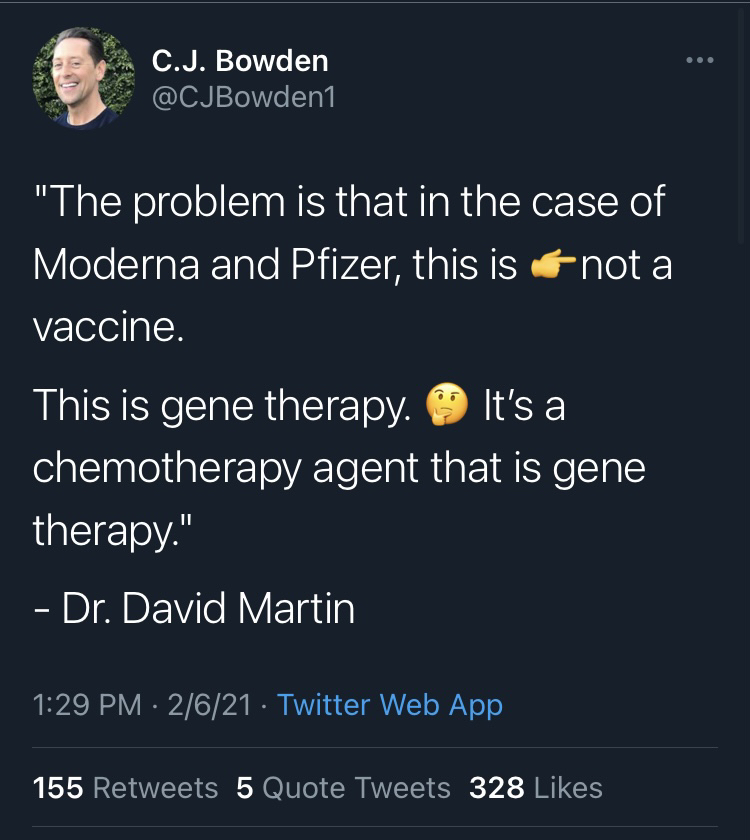 C.J. Bowden
@CJBowden1
"The problem is that in the case of
Moderna and Pfizer, this is 👉not a
vaccine.
This is gene therapy. 🤔 It’s a
chemotherapy agent that is gene
therapy."
- Dr. David Martin
1:29 PM · 2/6/21 · Twitter Web App
155 Retweets 5 Quote Tweets 328 Likes